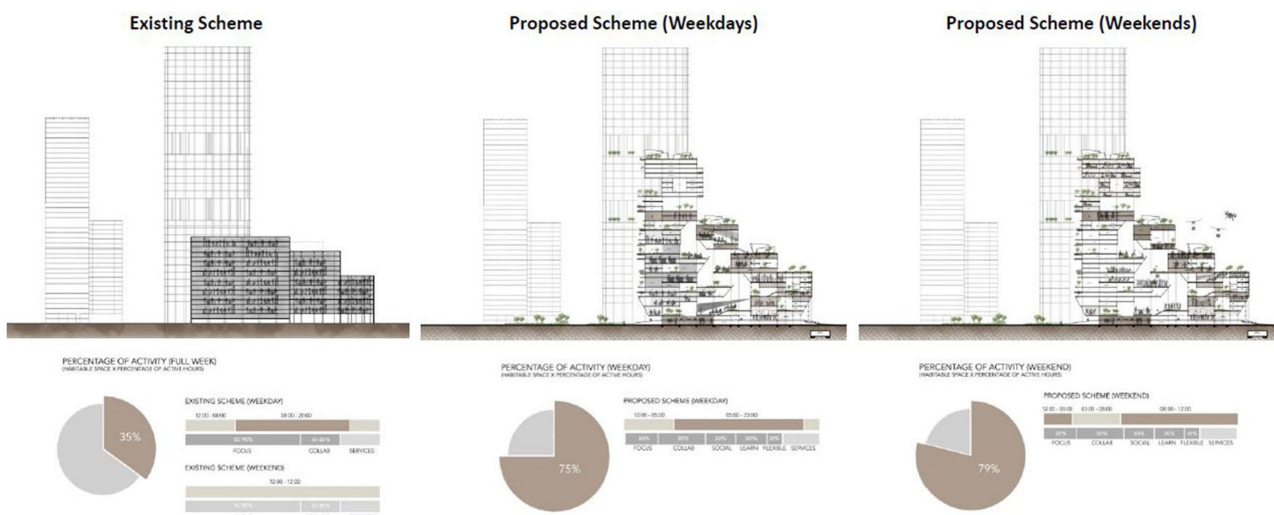 Existing Scheme
Proposed Scheme (Weekdays)
Proposed Scheme (Weekends)
PERCENTAGE OF ACTIVITY (FULL WEEK)
(HABITABLE SPACE X PERCENTAGE OF ACTIVE HOURS)
35%
EXISTING SCHEME (WEEKDAY)
FOCUS COLLAB SERVICES
EXISTING SCHEME (WEEKEND)
PERCENTAGE OF ACTIVITY (WEEKDAY)
(HABITABLE SPACE X PERCENTAGE OF ACTIVE HOURS)
75%
PROPOSED SCHEME (WEEKDAY)
FOCUS COLLAB SOCIAL LEARN FLEXIBLE SERVICES
PERCENTAGE OF ACTIVITY (WEEKEND)
(HABITABLE SPACE X PERCENTAGE OF ACTIVE HOURS)
79%
PROPOSED SCHEME (WEEKEND)
FOCUS COLLAB SOCIAL LEARN FLEXIBLE SERVICES